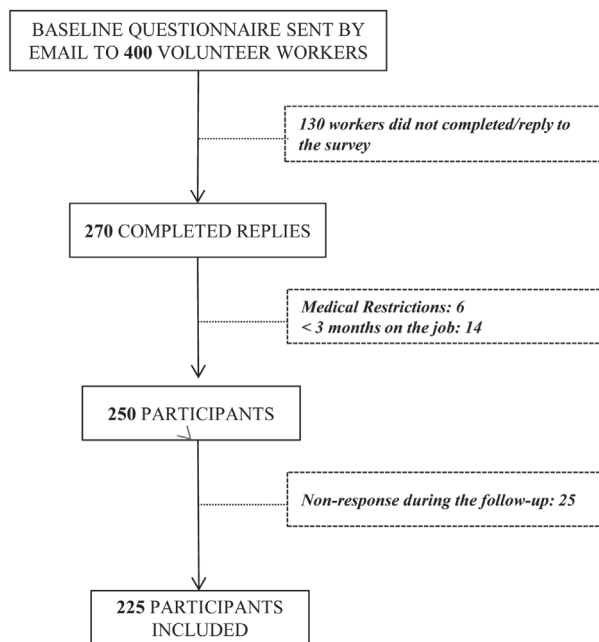 BASELINE QUESTIONNAIRE SENT BY
EMAIL TO 400 VOLUNTEER WORKERS
130 workers did not completed/reply to
the survey
270 COMPLETED REPLIES
Medical Restrictions: 6
< 3 months on the job: 14
250 PARTICIPANTS
Non-response during the follow-up: 25
225 PARTICIPANTS
INCLUDED